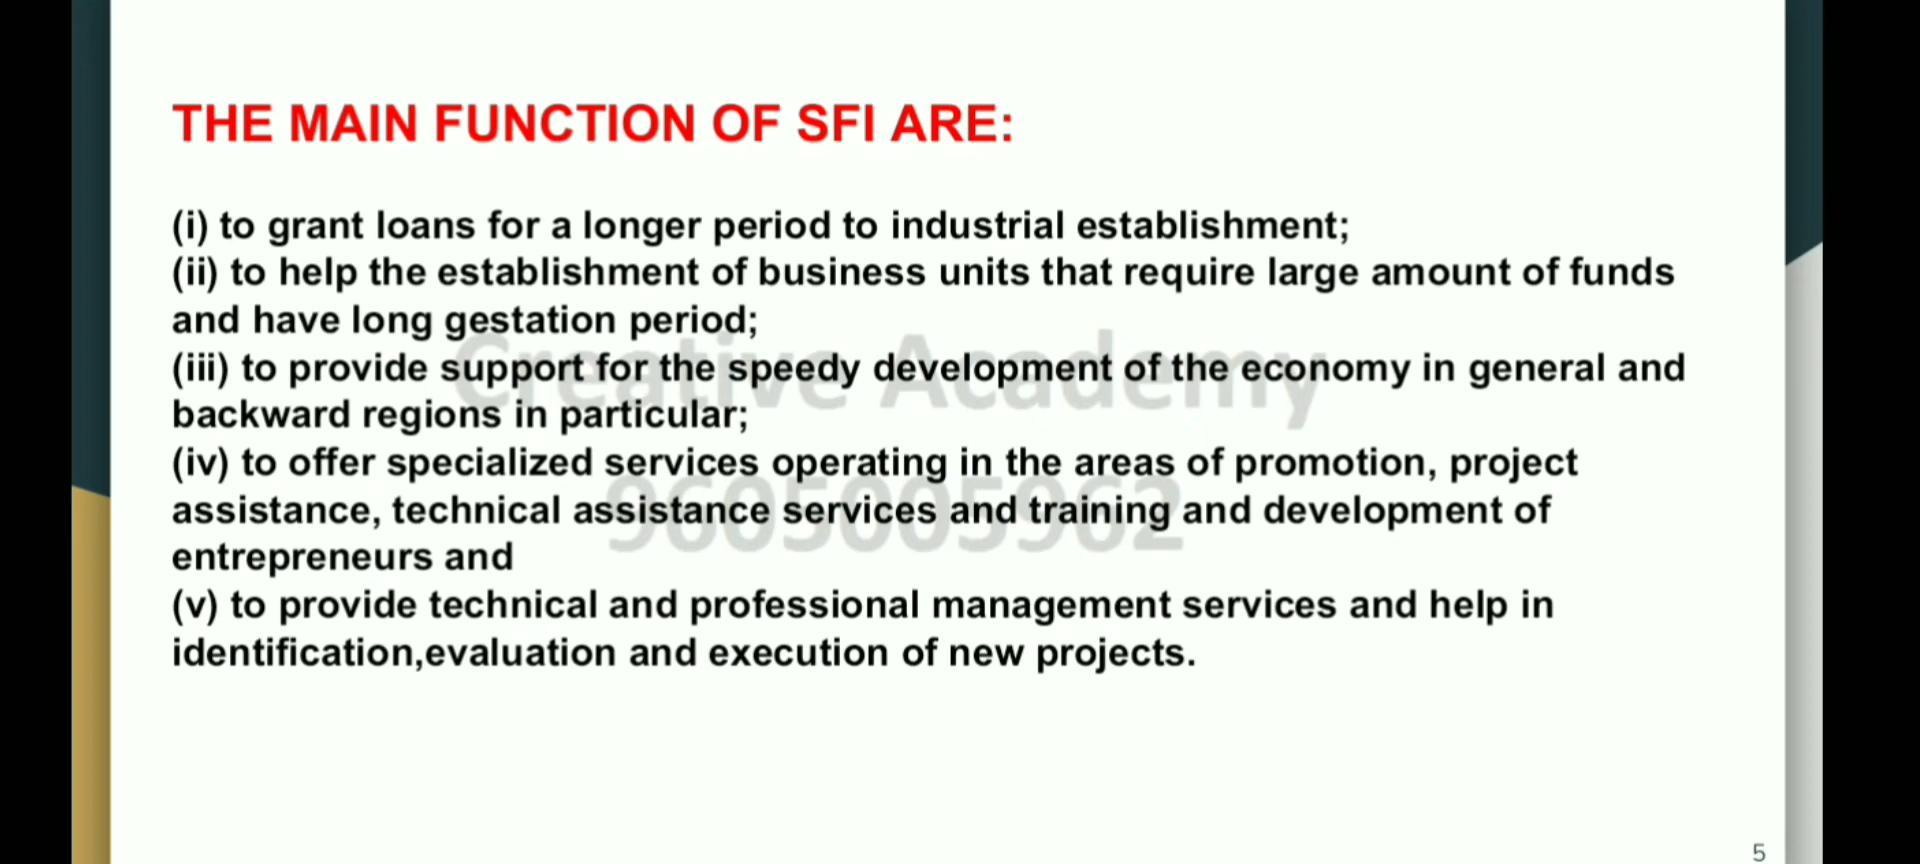 THE MAIN FUNCTION OF SFI ARE:
(i) to grant loans for a longer period to industrial establishment;
(ii) to help the establishment of business units that require large amount of funds
and have long gestation period;
(iii) to provide support for the speedy development of the economy in general and
backward regions in particular;
(iv) to offer specialized services operating in the areas of promotion, project
assistance, technical assistance services and training and development of
entrepreneurs and
(v) to provide technical and professional management services and help in
identification,evaluation and execution of new projects.
Creative Academy
9605005962
5